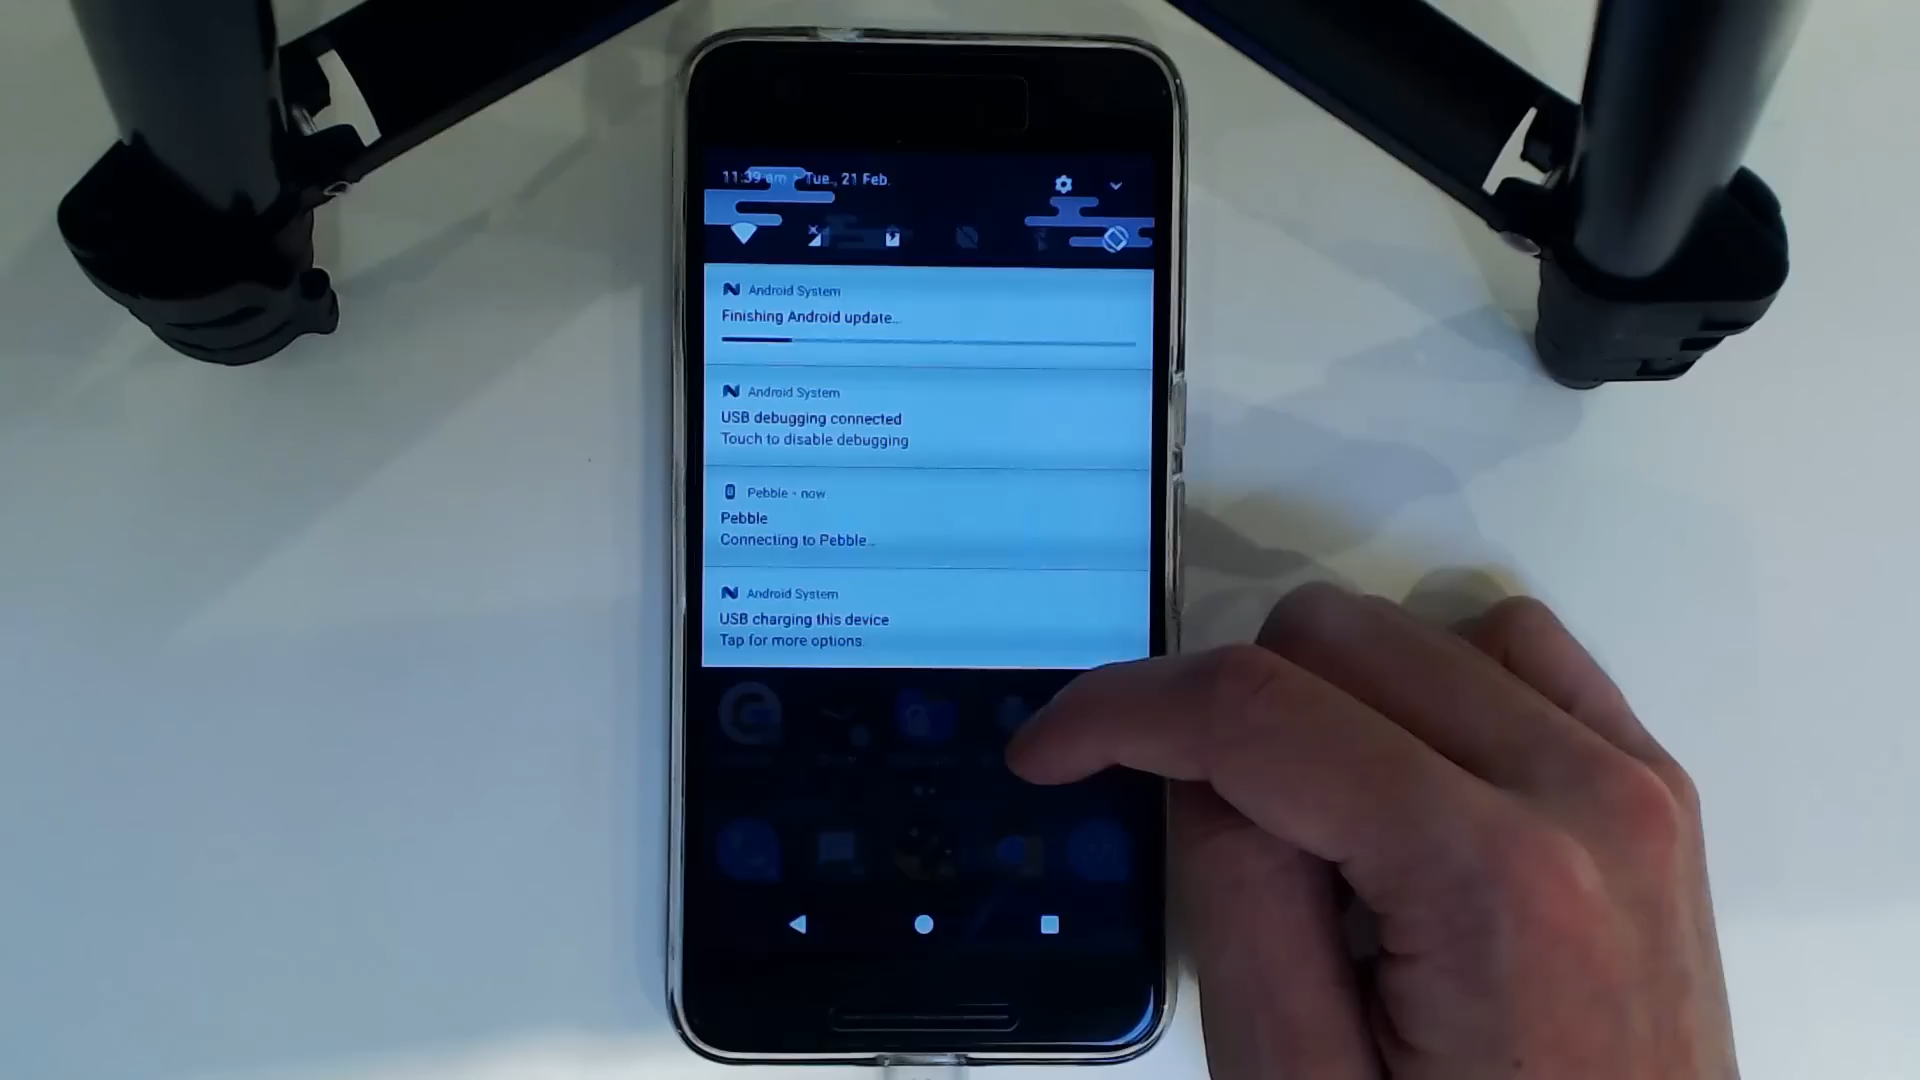 11:39 am · Tue., 21 Feb.
Android System
Finishing Android update…
Android System
USB debugging connected
Touch to disable debugging
Pebble · now
Pebble
Connecting to Pebble…
Android System
USB charging this device
Tap for more options.